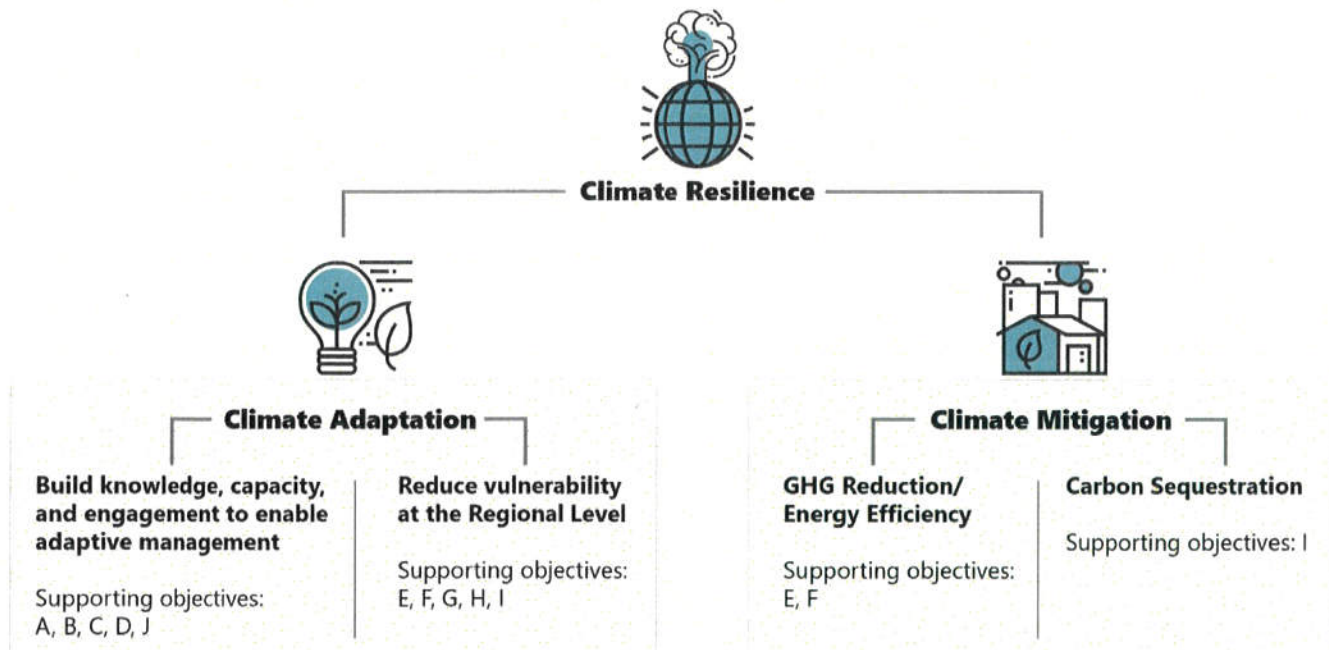 Climate Resilience
Climate Adaptation
Build knowledge, capacity,
and engagement to enable
adaptive management
Supporting objectives:
A, B, C, D, J
Reduce vulnerability
at the Regional Level
Supporting objectives:
E, F, G, H, I
Climate Mitigation
GHG Reduction/
Energy Efficiency
Supporting objectives:
E, F
Carbon Sequestration
Supporting objectives: I